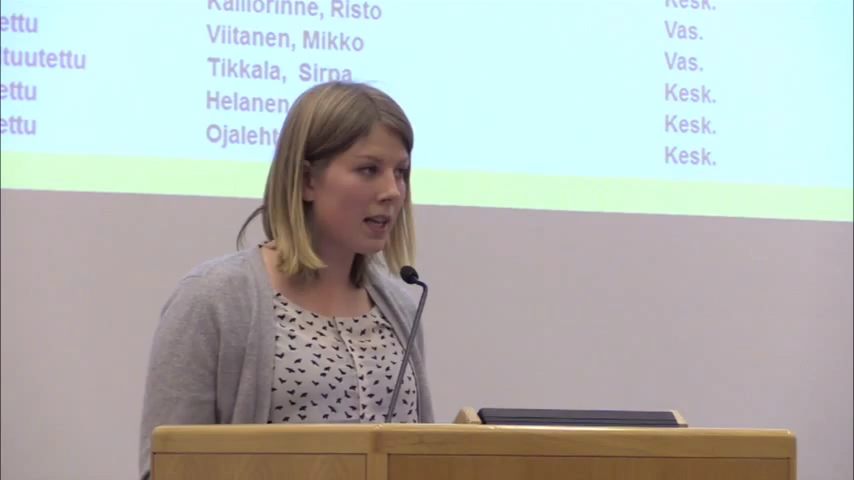 Kalliorinne, Risto Kesk.
ettu Viitanen, Mikko Vas.
tuutettu Tikkala, Sirpa Vas.
ettu Helanen Kesk.
ettu Ojaleht Kesk.
Kesk.